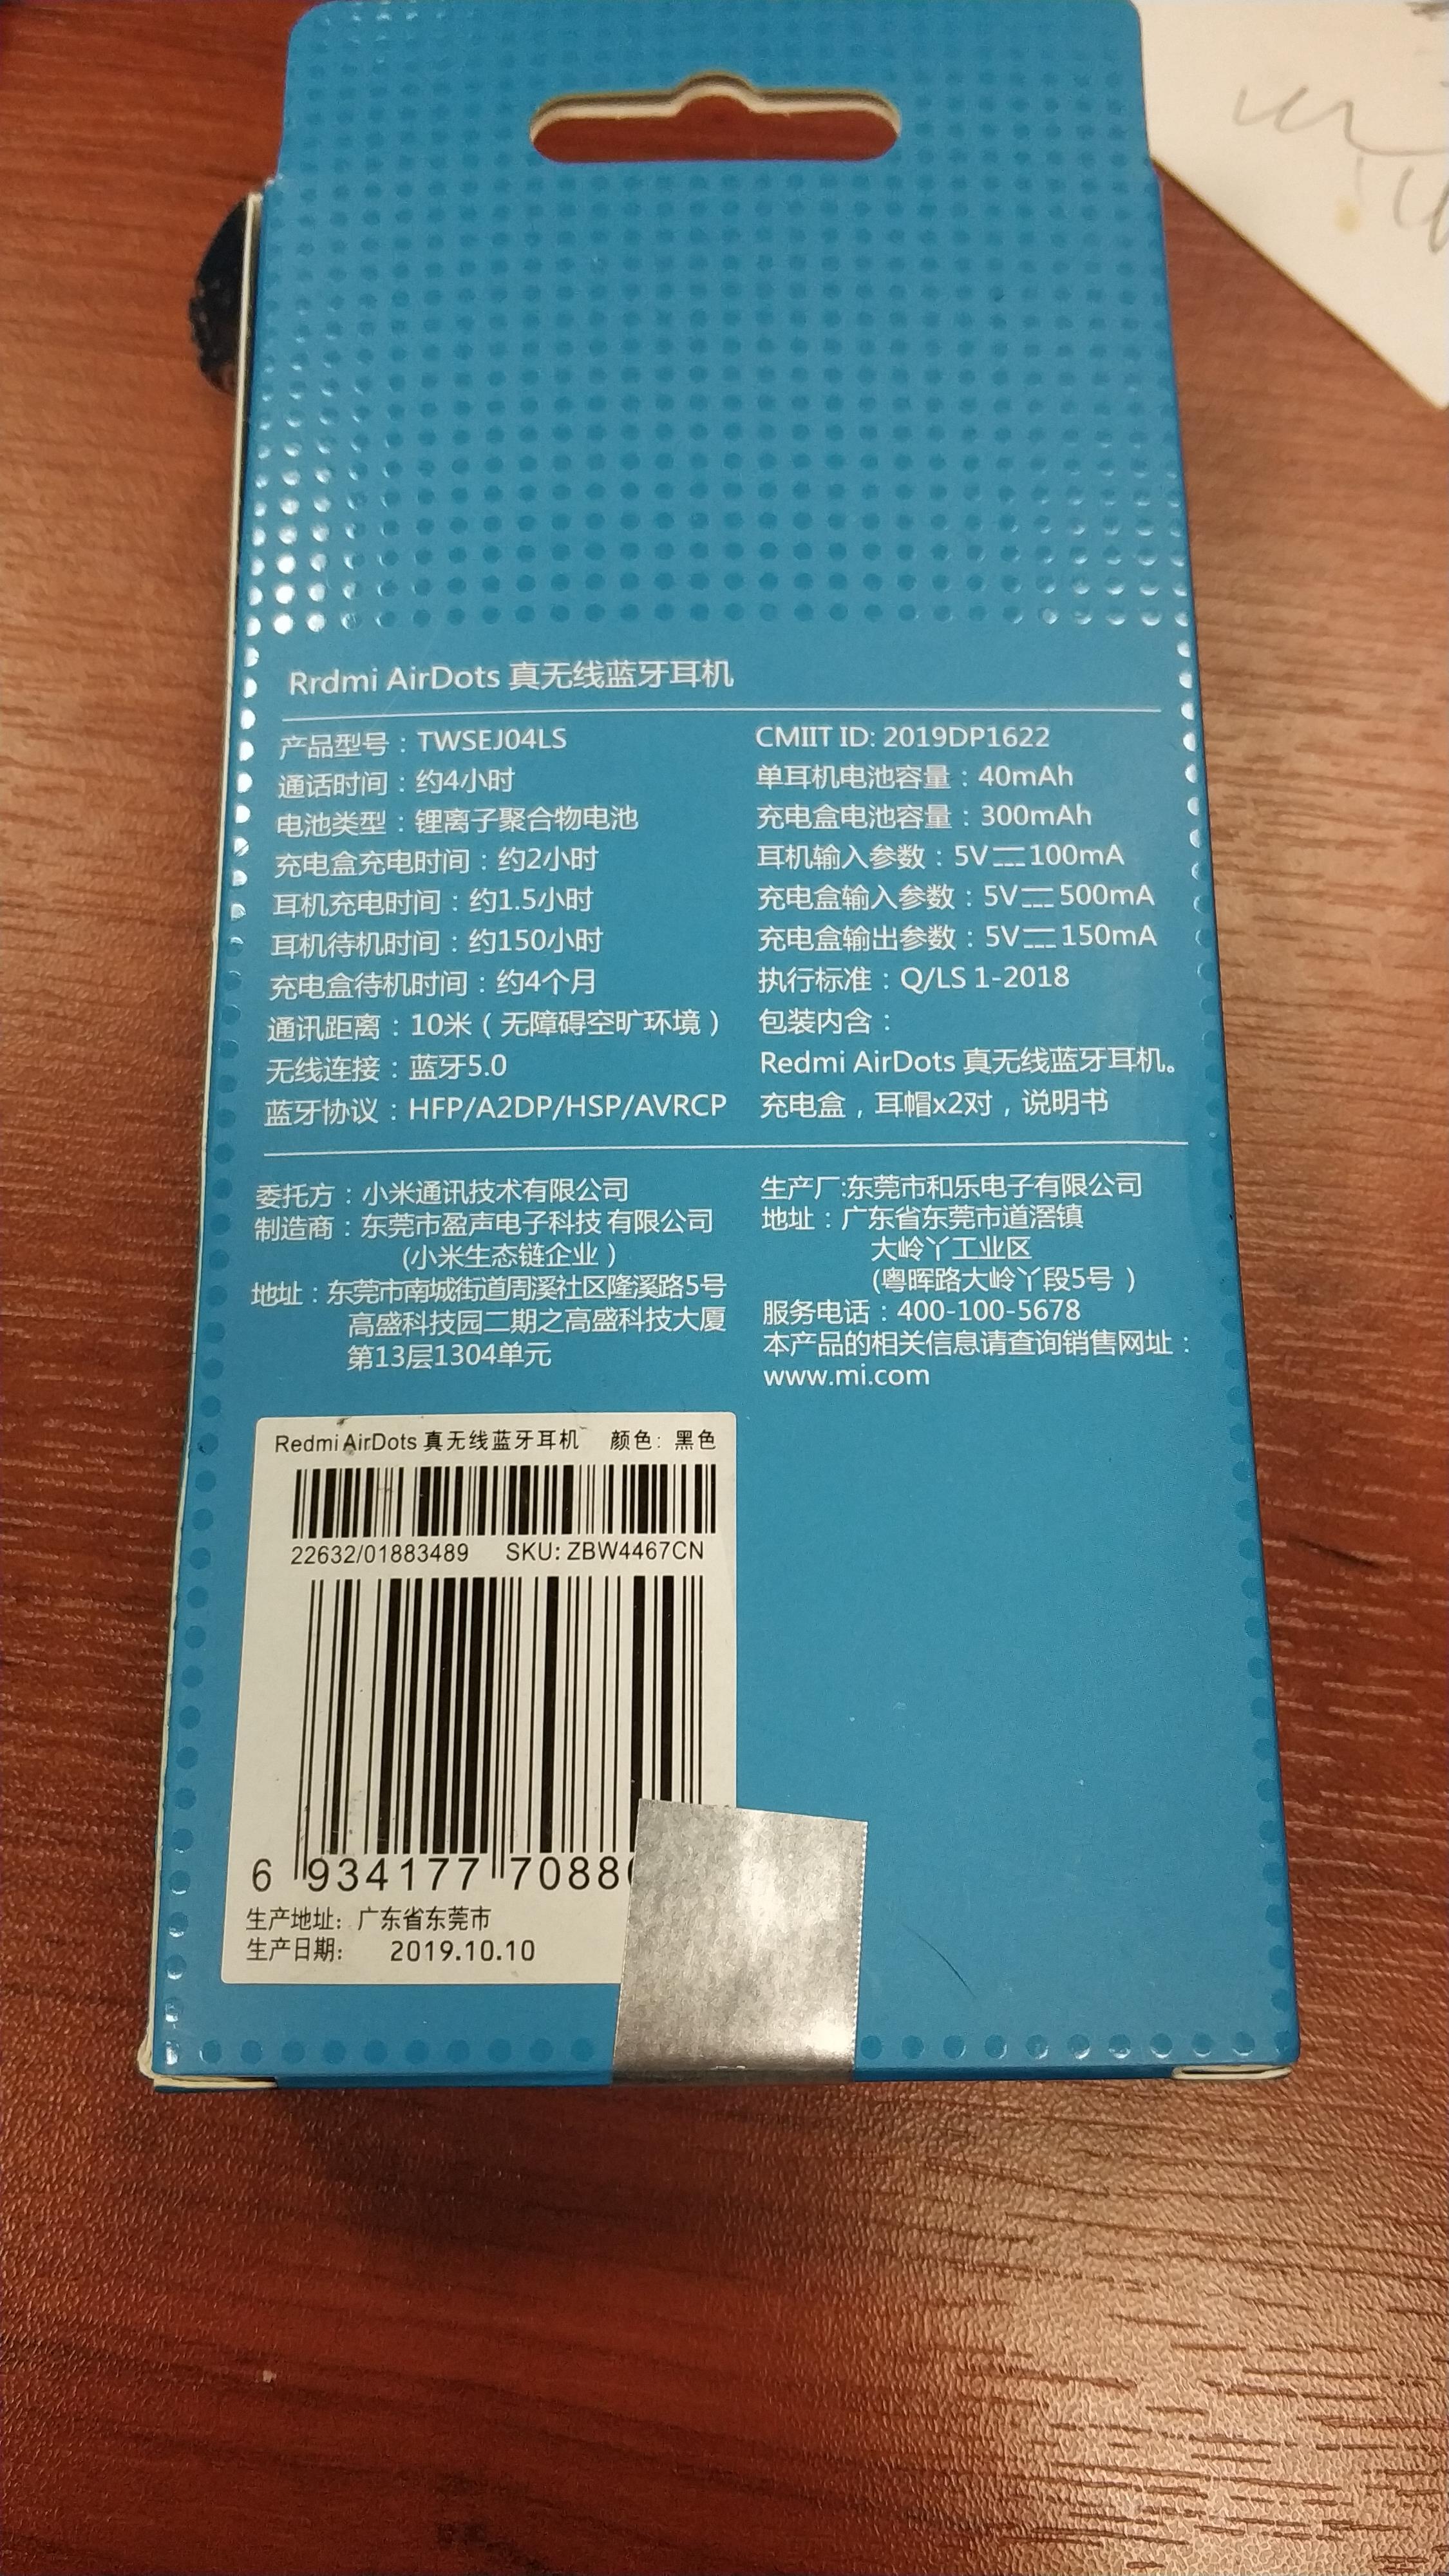 Rrdmi AirDots 真无线蓝牙耳机
产品型号：TWSEJ04LS
通话时间：约4小时
电池类型：锂离子聚合物电池
充电盒充电时间：约2小时
耳机充电时间：约1.5小时
耳机待机时间：约150小时
充电盒待机时间：约4个月
通讯距离：10米（无障碍空旷环境）
无线连接：蓝牙5.0
蓝牙协议：HFP/A2DP/HSP/AVRCP
CMIIT ID: 2019DP1622
单耳机电池容量：40mAh
充电盒电池容量：300mAh
耳机输入参数：5V⎓100mA
充电盒输入参数：5V⎓500mA
充电盒输出参数：5V⎓150mA
执行标准：Q/LS 1-2018
包装内含：
Redmi AirDots 真无线蓝牙耳机。
充电盒，耳帽x2对，说明书
委托方：小米通讯技术有限公司
制造商：东莞市盈声电子科技有限公司
(小米生态链企业）
地址：东莞市南城街道周溪社区隆溪路5号
高盛科技园二期之高盛科技大厦
第13层1304单元
生产厂:东莞市和乐电子有限公司
地址：广东省东莞市道滘镇
大岭丫工业区
(粤晖路大岭丫段5号）
服务电话：400-100-5678
本产品的相关信息请查询销售网址：
www.mi.com
Redmi AirDots 真无线蓝牙耳机 颜色: 黑色
22632/01883489 SKU: ZBW4467CN
6 934177 7088
生产地址: 广东省东莞市
生产日期: 2019.10.10